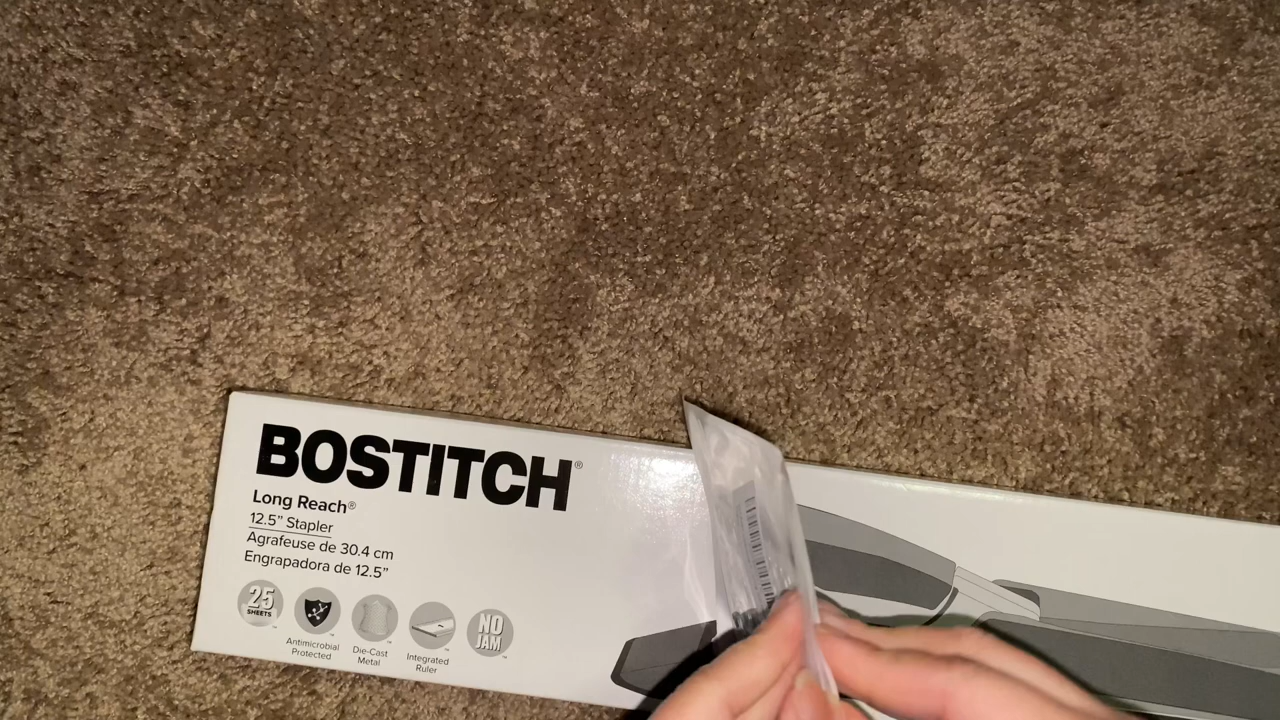 BOSTITCH®
Long Reach®
12.5” Stapler
Agrafeuse de 30.4 cm
Engrapadora de 12.5”
25
SHEETS™
Antimicrobial
Protected
Die-Cast
Metal
Integrated
Ruler
NO
JAM™